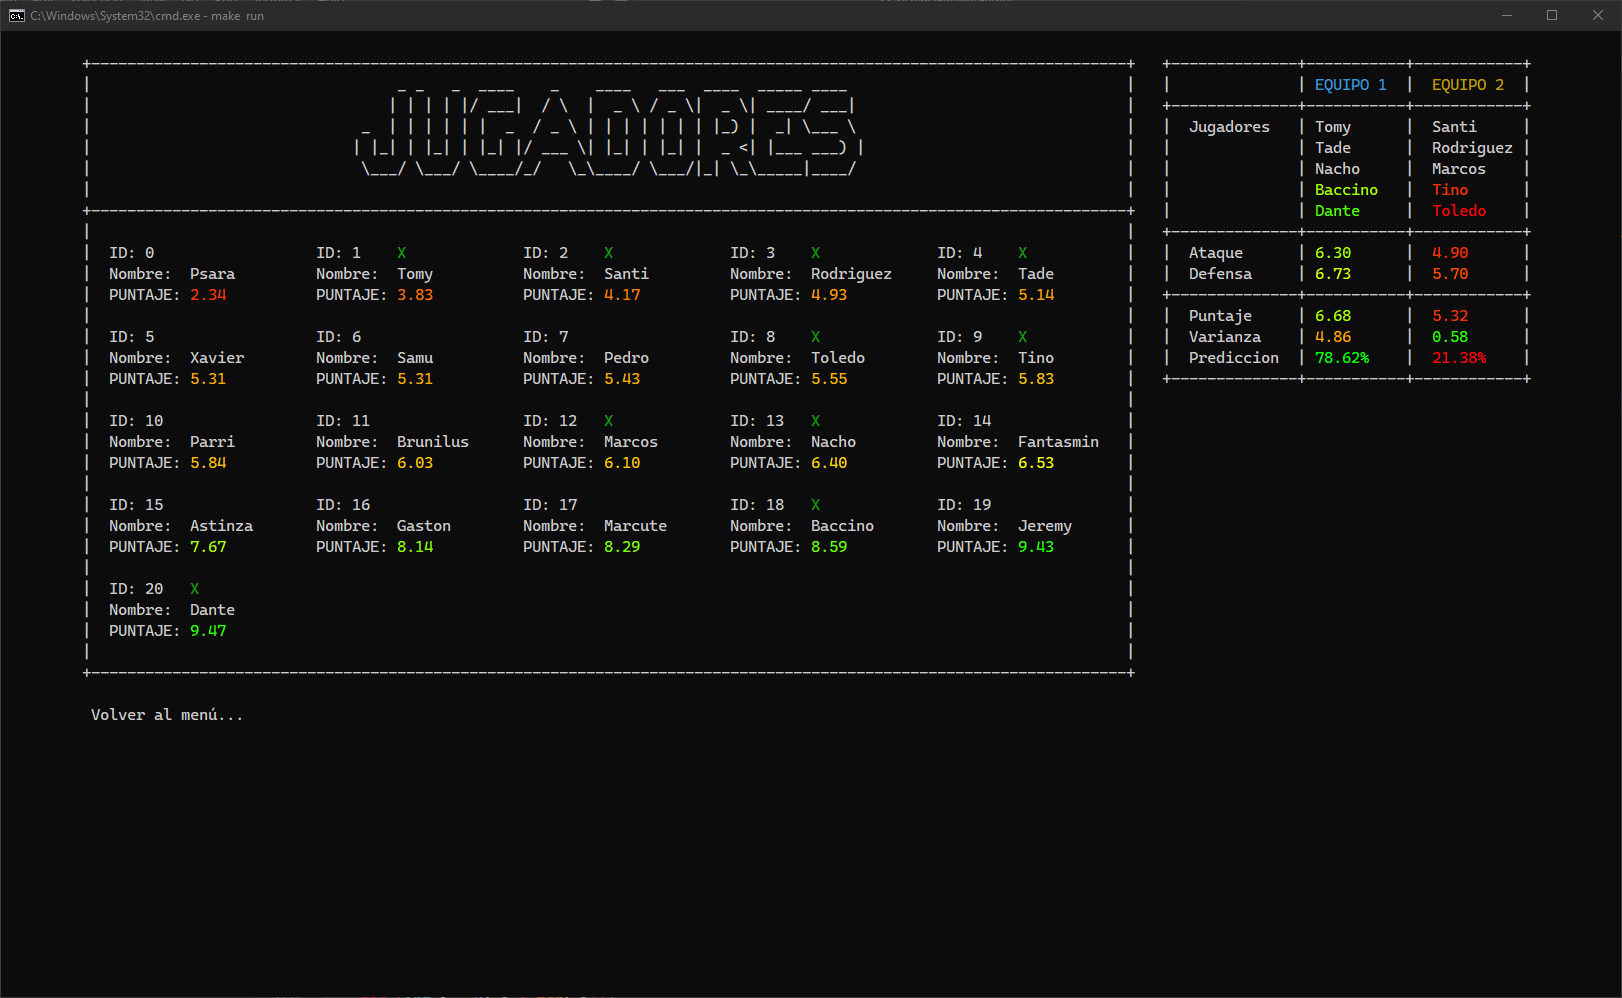 C:\Windows\System32\cmd.exe - make run
JUGADORES
ID: 0 ID: 1 X ID: 2 X ID: 3 X ID: 4 X
Nombre: Psara Nombre: Tomy Nombre: Santi Nombre: Rodriguez Nombre: Tade
PUNTAJE: 2.34 PUNTAJE: 3.83 PUNTAJE: 4.17 PUNTAJE: 4.93 PUNTAJE: 5.14
ID: 5 ID: 6 ID: 7 ID: 8 X ID: 9 X
Nombre: Xavier Nombre: Samu Nombre: Pedro Nombre: Toledo Nombre: Tino
PUNTAJE: 5.31 PUNTAJE: 5.31 PUNTAJE: 5.43 PUNTAJE: 5.55 PUNTAJE: 5.83
ID: 10 ID: 11 ID: 12 X ID: 13 X ID: 14
Nombre: Parri Nombre: Brunilus Nombre: Marcos Nombre: Nacho Nombre: Fantasmin
PUNTAJE: 5.84 PUNTAJE: 6.03 PUNTAJE: 6.10 PUNTAJE: 6.40 PUNTAJE: 6.53
ID: 15 ID: 16 ID: 17 ID: 18 X ID: 19
Nombre: Astinza Nombre: Gaston Nombre: Marcute Nombre: Baccino Nombre: Jeremy
PUNTAJE: 7.67 PUNTAJE: 8.14 PUNTAJE: 8.29 PUNTAJE: 8.59 PUNTAJE: 9.43
ID: 20 X
Nombre: Dante
PUNTAJE: 9.47
Volver al menú...
EQUIPO 1 EQUIPO 2
Jugadores Tomy Santi
Tade Rodriguez
Nacho Marcos
Baccino Tino
Dante Toledo
Ataque 6.30 4.90
Defensa 6.73 5.70
Puntaje 6.68 5.32
Varianza 4.86 0.58
Prediccion 78.62% 21.38%